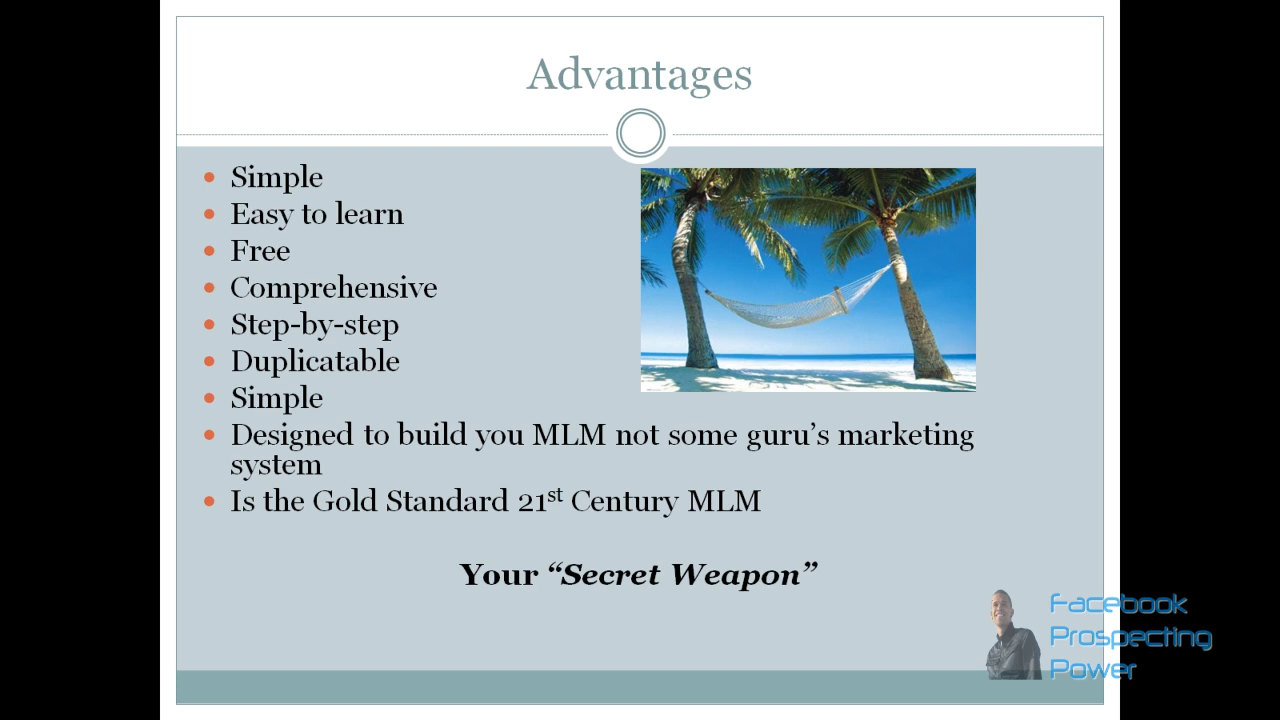 Advantages
Simple
Easy to learn
Free
Comprehensive
Step-by-step
Duplicatable
Simple
Designed to build you MLM not some guru’s marketing
system
Is the Gold Standard 21st Century MLM
Your “Secret Weapon”
Facebook
Prospecting
Power